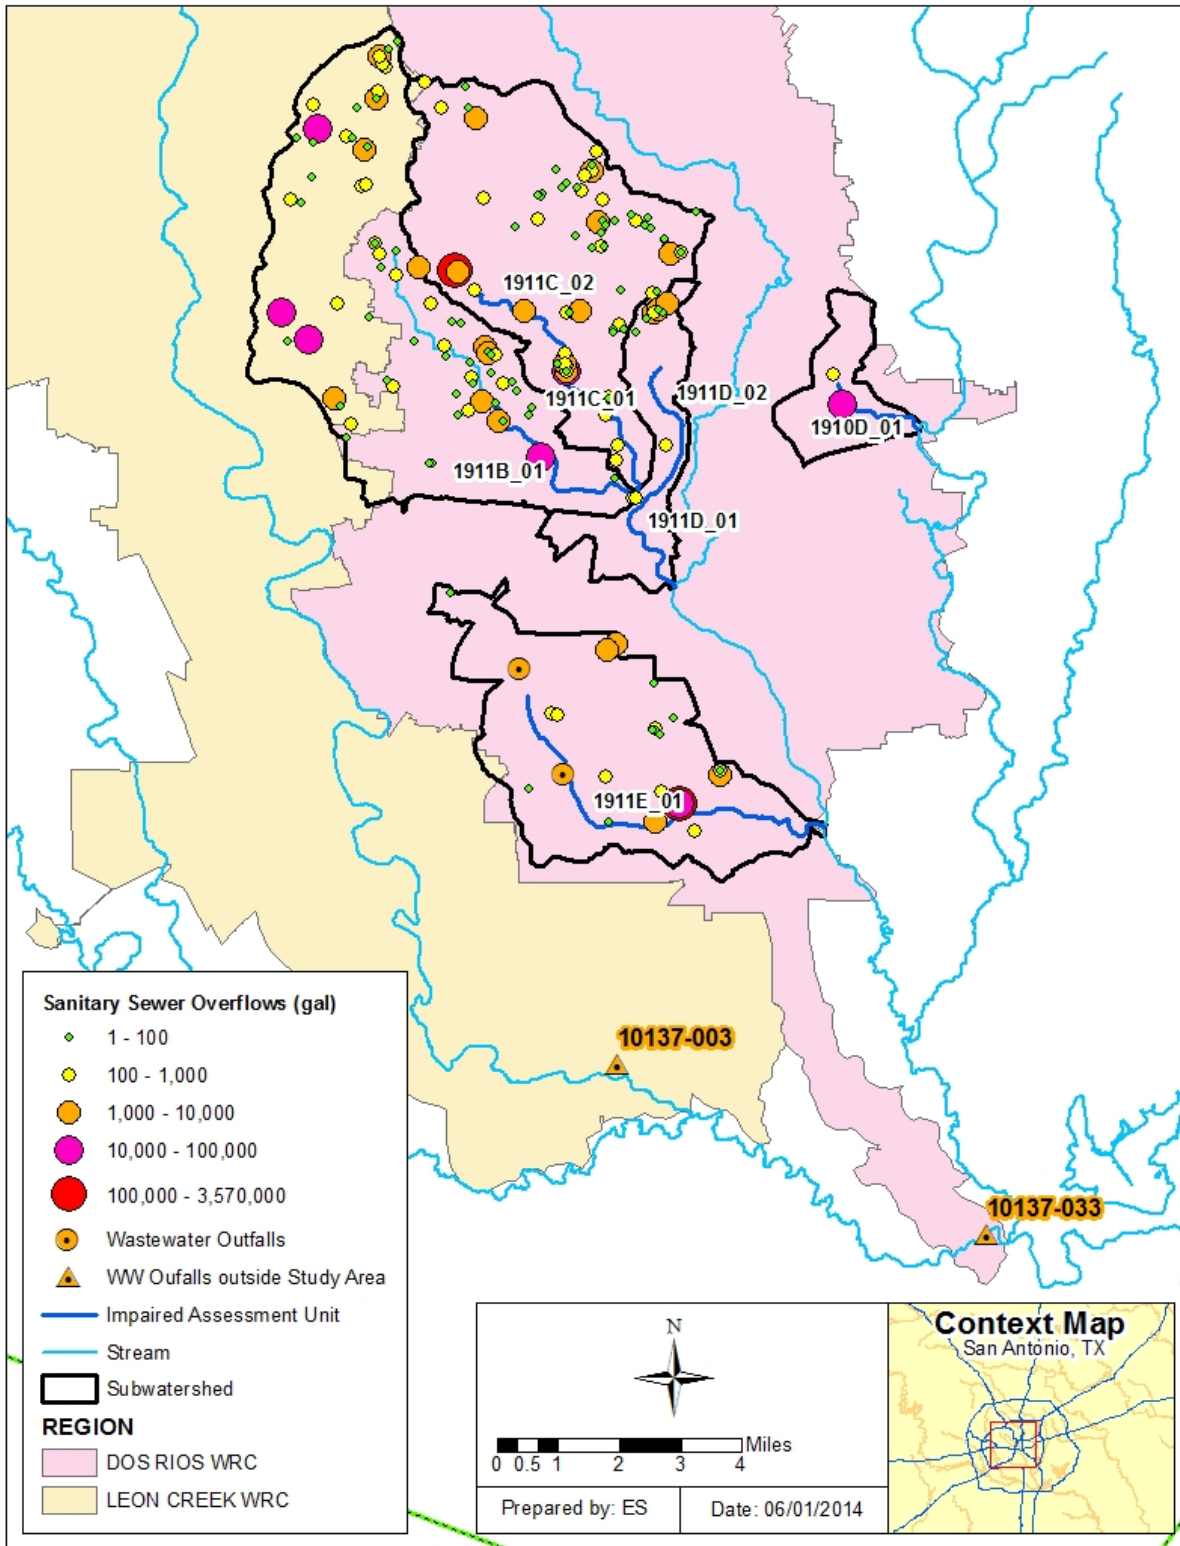 1911C_02
1911D_02
1911C_01
1910D_01
1911B_01
1911D_01
1911E_01
10137-003
10137-033
Sanitary Sewer Overflows (gal)
1 - 100
100 - 1,000
1,000 - 10,000
10,000 - 100,000
100,000 - 3,570,000
Wastewater Outfalls
WW Oufalls outside Study Area
Impaired Assessment Unit
Stream
Subwatershed
REGION
DOS RIOS WRC
LEON CREEK WRC
N
Miles
0 0.5 1 2 3 4
Prepared by: ES
Date: 06/01/2014
Context Map
San Antonio, TX